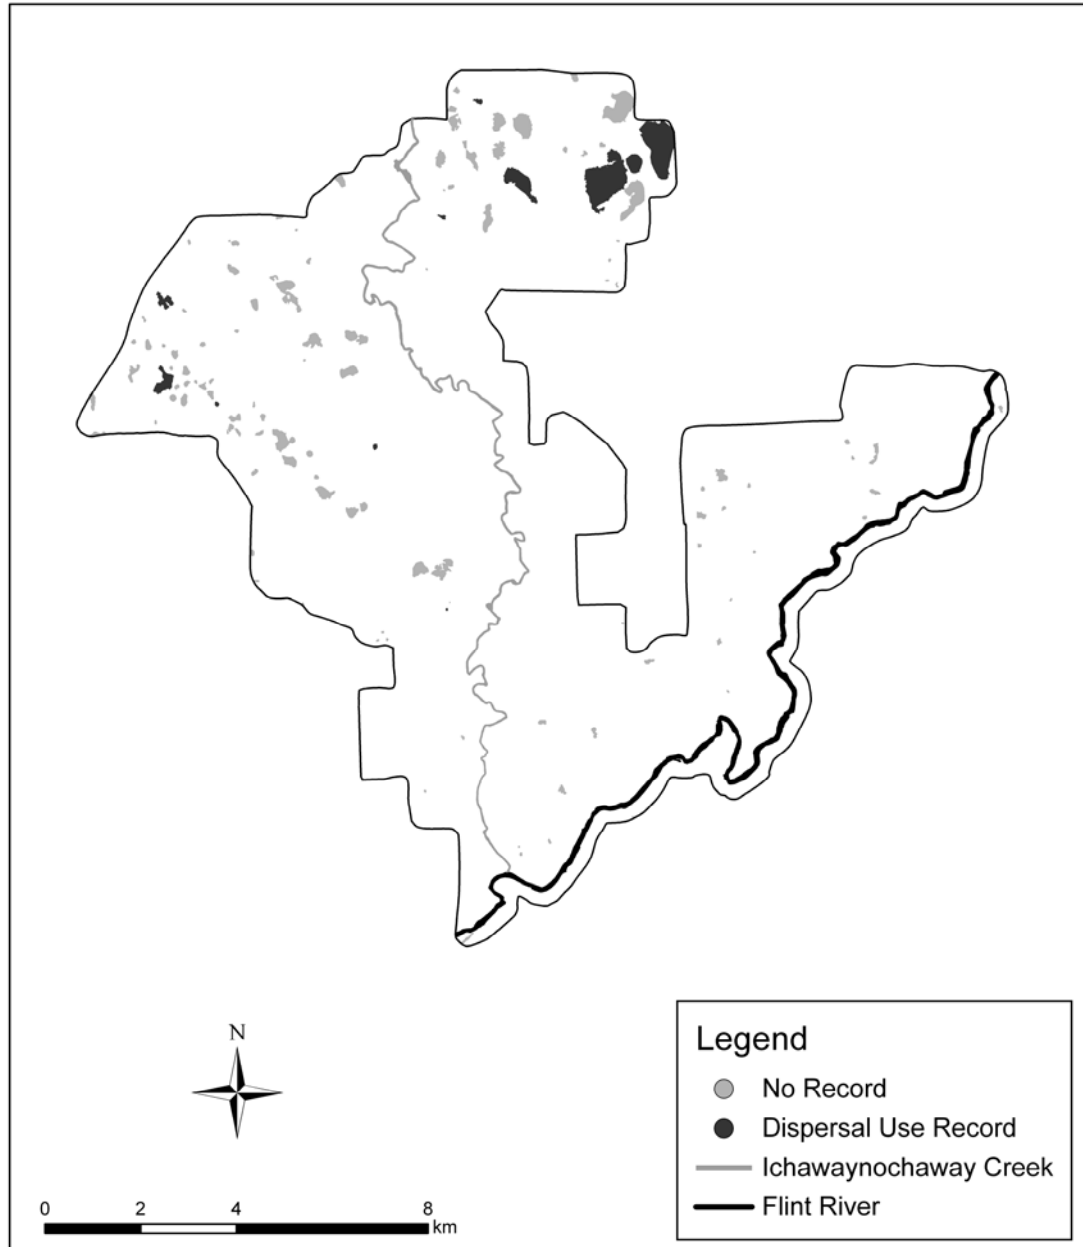 N
Legend
No Record
Dispersal Use Record
Ichawaynochaway Creek
Flint River
0 2 4 8
km